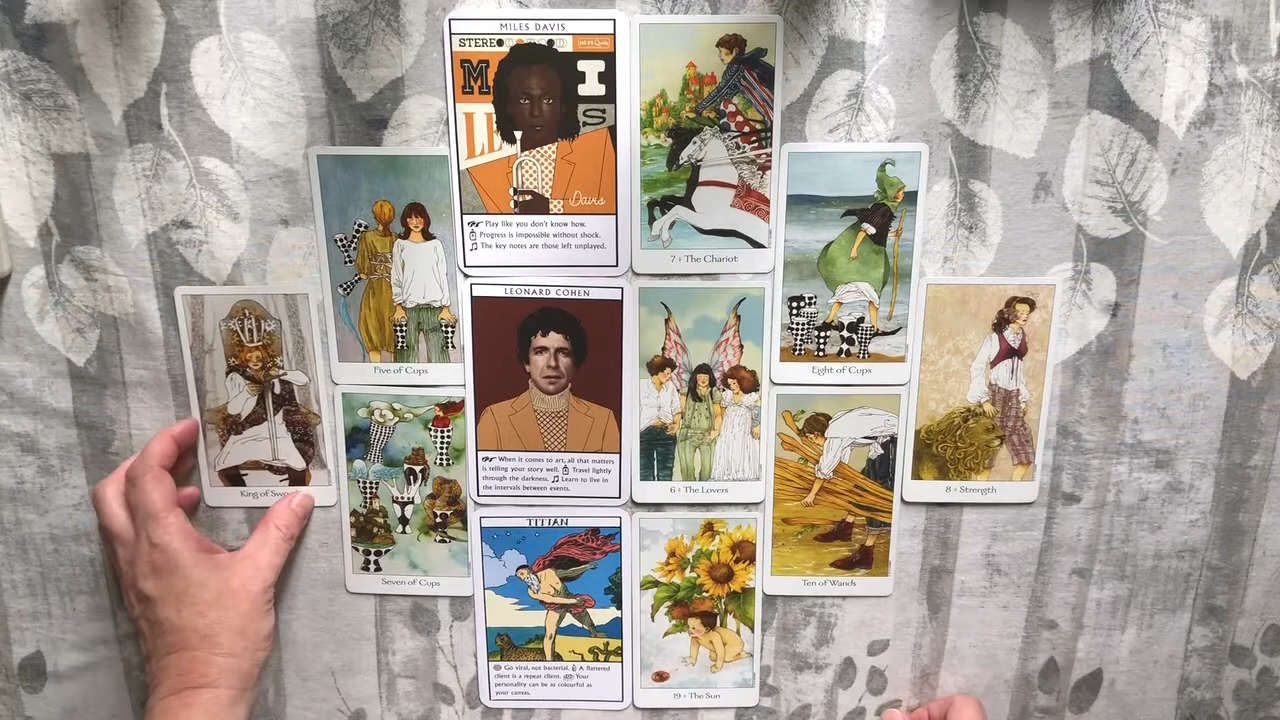 MILES DAVIS
STEREO
HI-FI
M I
LE S
Davis
Play like you don't know how.
Progress is impossible without shock.
The key notes are those left unplayed.
7 The Chariot
Five of Cups
Eight of Cups
LEONARD COHEN
When it comes to art, all that matters
is telling your story well. Travel lightly
through the darkness. Learn to live in
the intervals between events.
6 The Lovers
King of
8 Strength
Seven of Cups
Ten of Wands
TITIAN
Go viral, not bacterial. A flattered
client is a repeat client. Your
personality can be as colourful as
your canvas.
19 The Sun